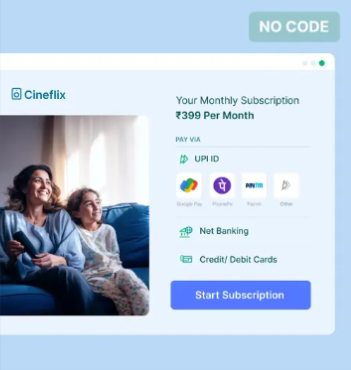 NO CODE
Cineflix
Your Monthly Subscription
₹399 Per Month
PAY VIA
UPI ID
PAYTM
Google Pay PhonePe Paytm Other
Net Banking
Credit/ Debit Cards
Start Subscription